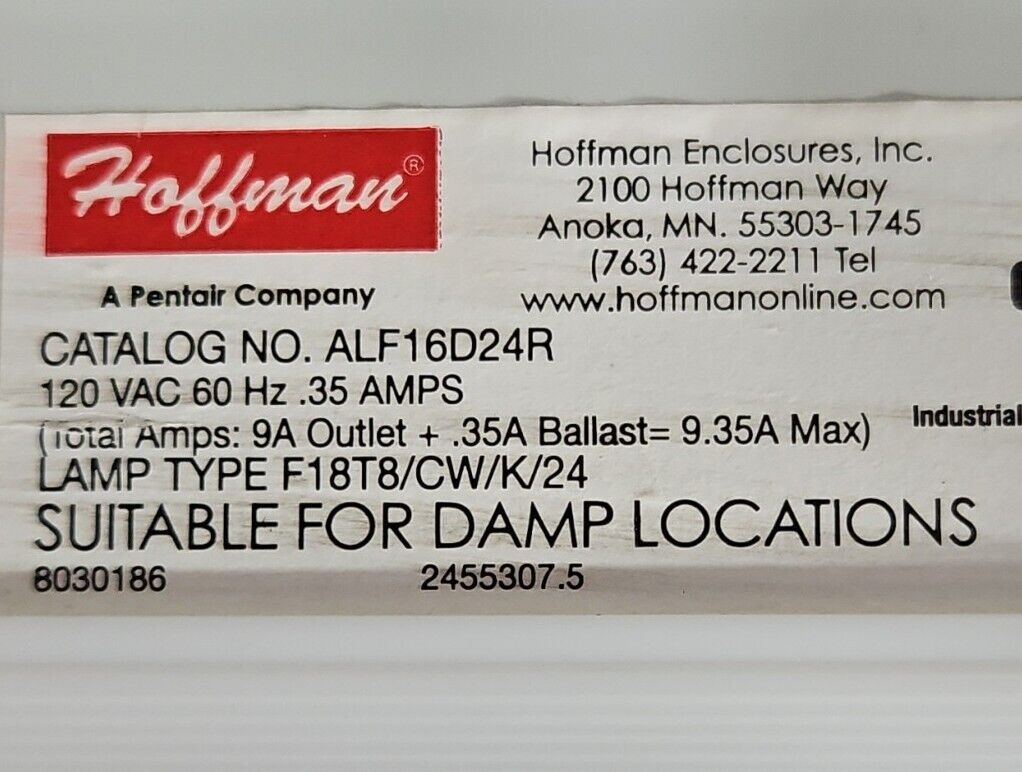 Hoffman®
A Pentair Company
Hoffman Enclosures, Inc.
2100 Hoffman Way
Anoka, MN. 55303-1745
(763) 422-2211 Tel
www.hoffmanonline.com
CATALOG NO. ALF16D24R
120 VAC 60 Hz .35 AMPS
(Total Amps: 9A Outlet + .35A Ballast= 9.35A Max)
LAMP TYPE F18T8/CW/K/24
SUITABLE FOR DAMP LOCATIONS
8030186 2455307.5
Industrial